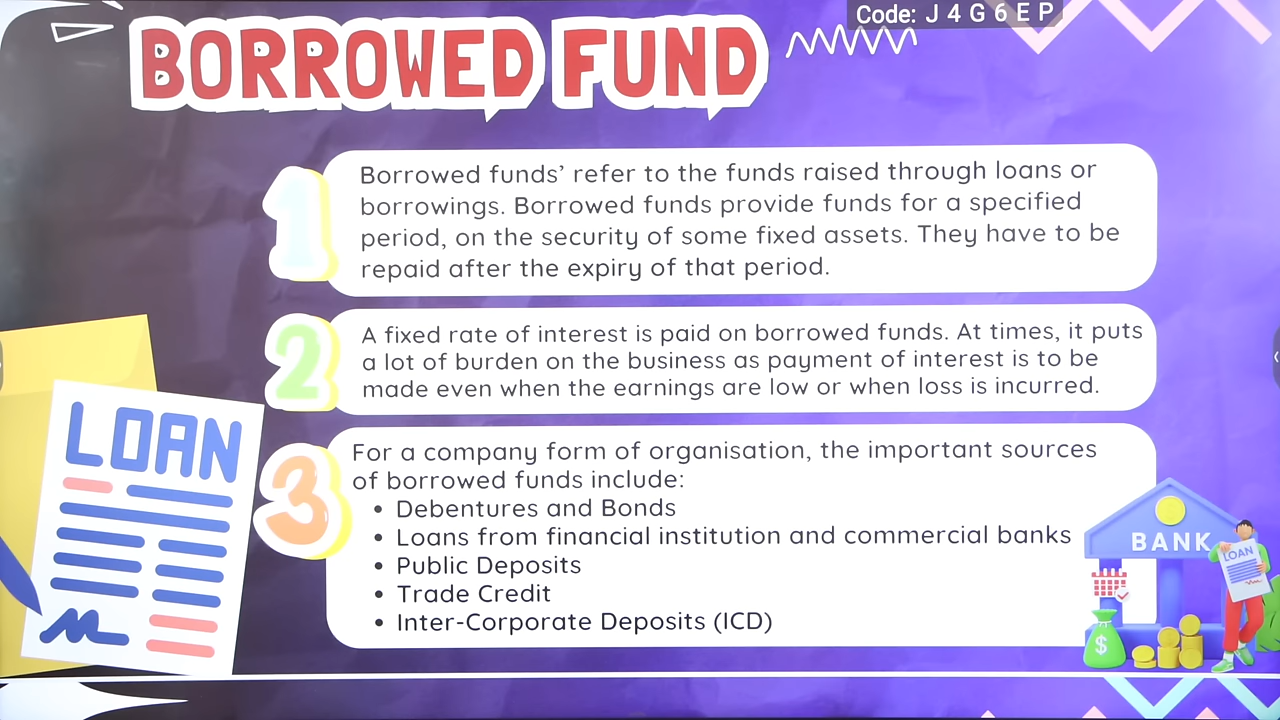 Code: J 4 G 6 E P
BORROWED FUND
1
Borrowed funds’ refer to the funds raised through loans or
borrowings. Borrowed funds provide funds for a specified
period, on the security of some fixed assets. They have to be
repaid after the expiry of that period.
2
A fixed rate of interest is paid on borrowed funds. At times, it puts
a lot of burden on the business as payment of interest is to be
made even when the earnings are low or when loss is incurred.
3
For a company form of organisation, the important sources
of borrowed funds include:
• Debentures and Bonds
• Loans from financial institution and commercial banks
• Public Deposits
• Trade Credit
• Inter-Corporate Deposits (ICD)
LOAN
BANK
LOAN
$